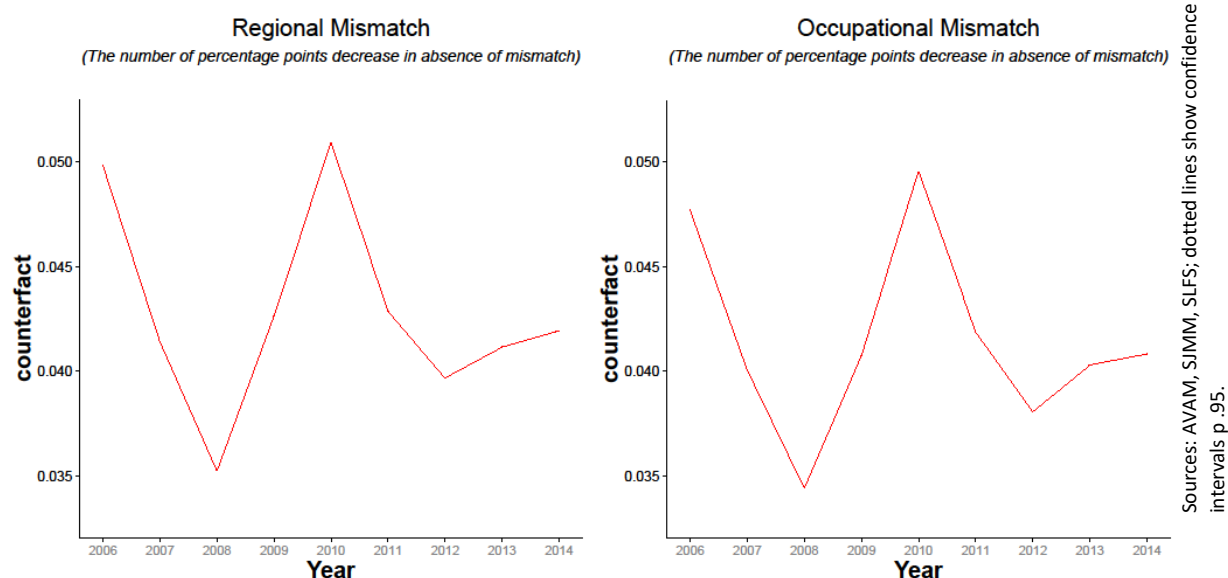 Regional Mismatch
(The number of percentage points decrease in absence of mismatch)
counterfact
0.050
0.045
0.040
0.035
2006 2007 2008 2009 2010 2011 2012 2013 2014
Year
Occupational Mismatch
(The number of percentage points decrease in absence of mismatch)
counterfact
0.050
0.045
0.040
0.035
2006 2007 2008 2009 2010 2011 2012 2013 2014
Year
Sources: AVAM, SJMM, SLFS; dotted lines show confidence
intervals p .95.